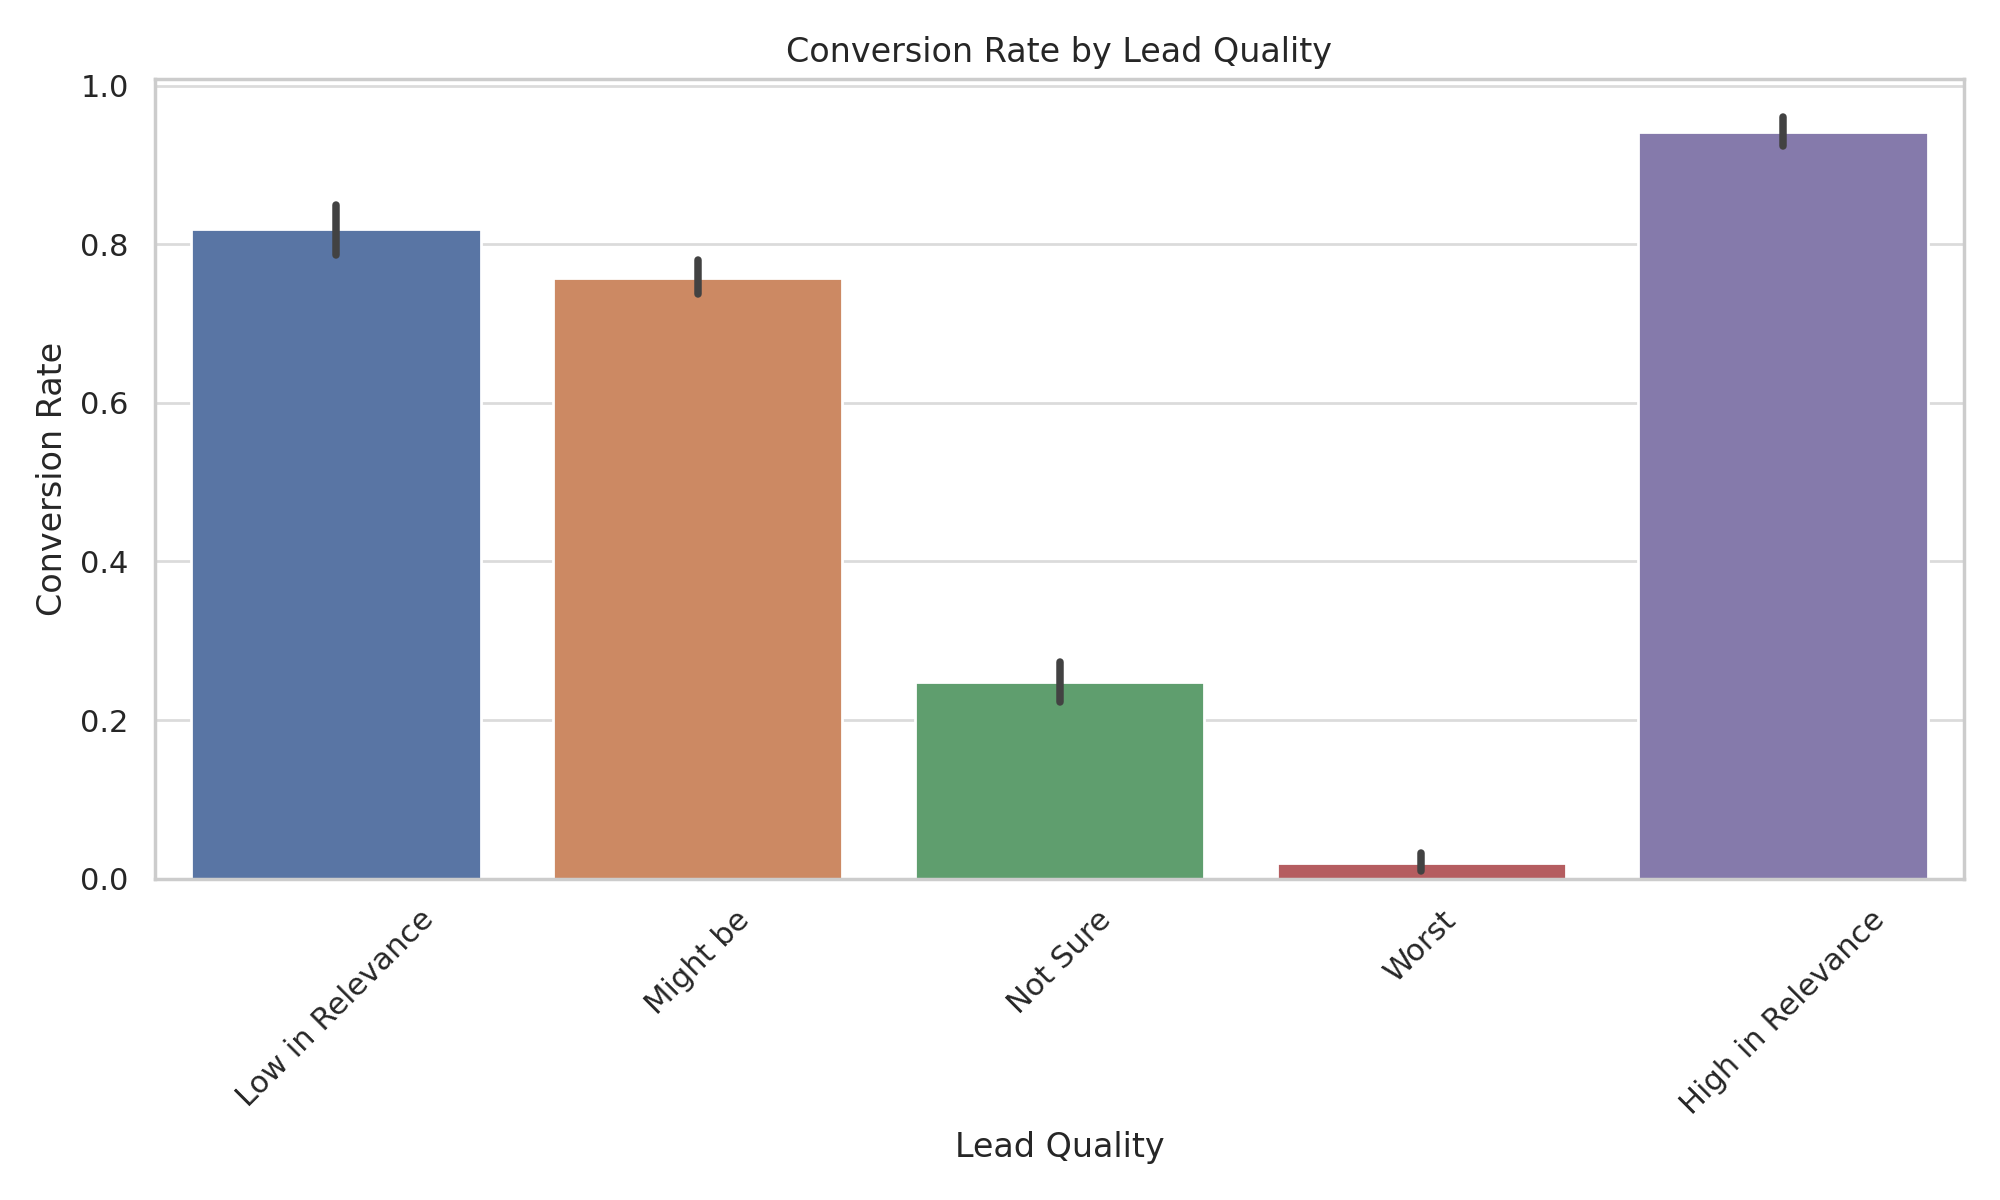 Conversion Rate by Lead Quality
1.0
0.8
0.6
0.4
0.2
0.0
Conversion Rate
Low in Relevance
Might be
Not Sure
Worst
High in Relevance
Lead Quality